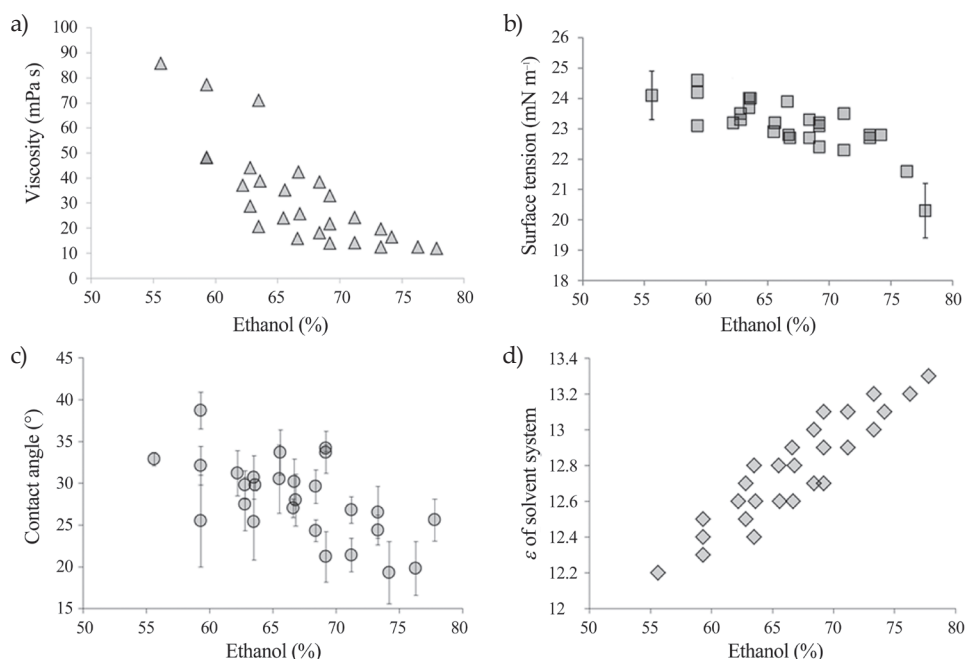 a)
Viscosity (mPa s)
100
90
80
70
60
50
40
30
20
10
0
50 55 60 65 70 75 80
Ethanol (%)
b)
Surface tension (mN m⁻¹)
26
25
24
23
22
21
20
19
18
50 55 60 65 70 75 80
Ethanol (%)
c)
Contact angle (°)
45
40
35
30
25
20
15
50 55 60 65 70 75 80
Ethanol (%)
d)
ε of solvent system
13.4
13.2
13
12.8
12.6
12.4
12.2
12
50 55 60 65 70 75 80
Ethanol (%)